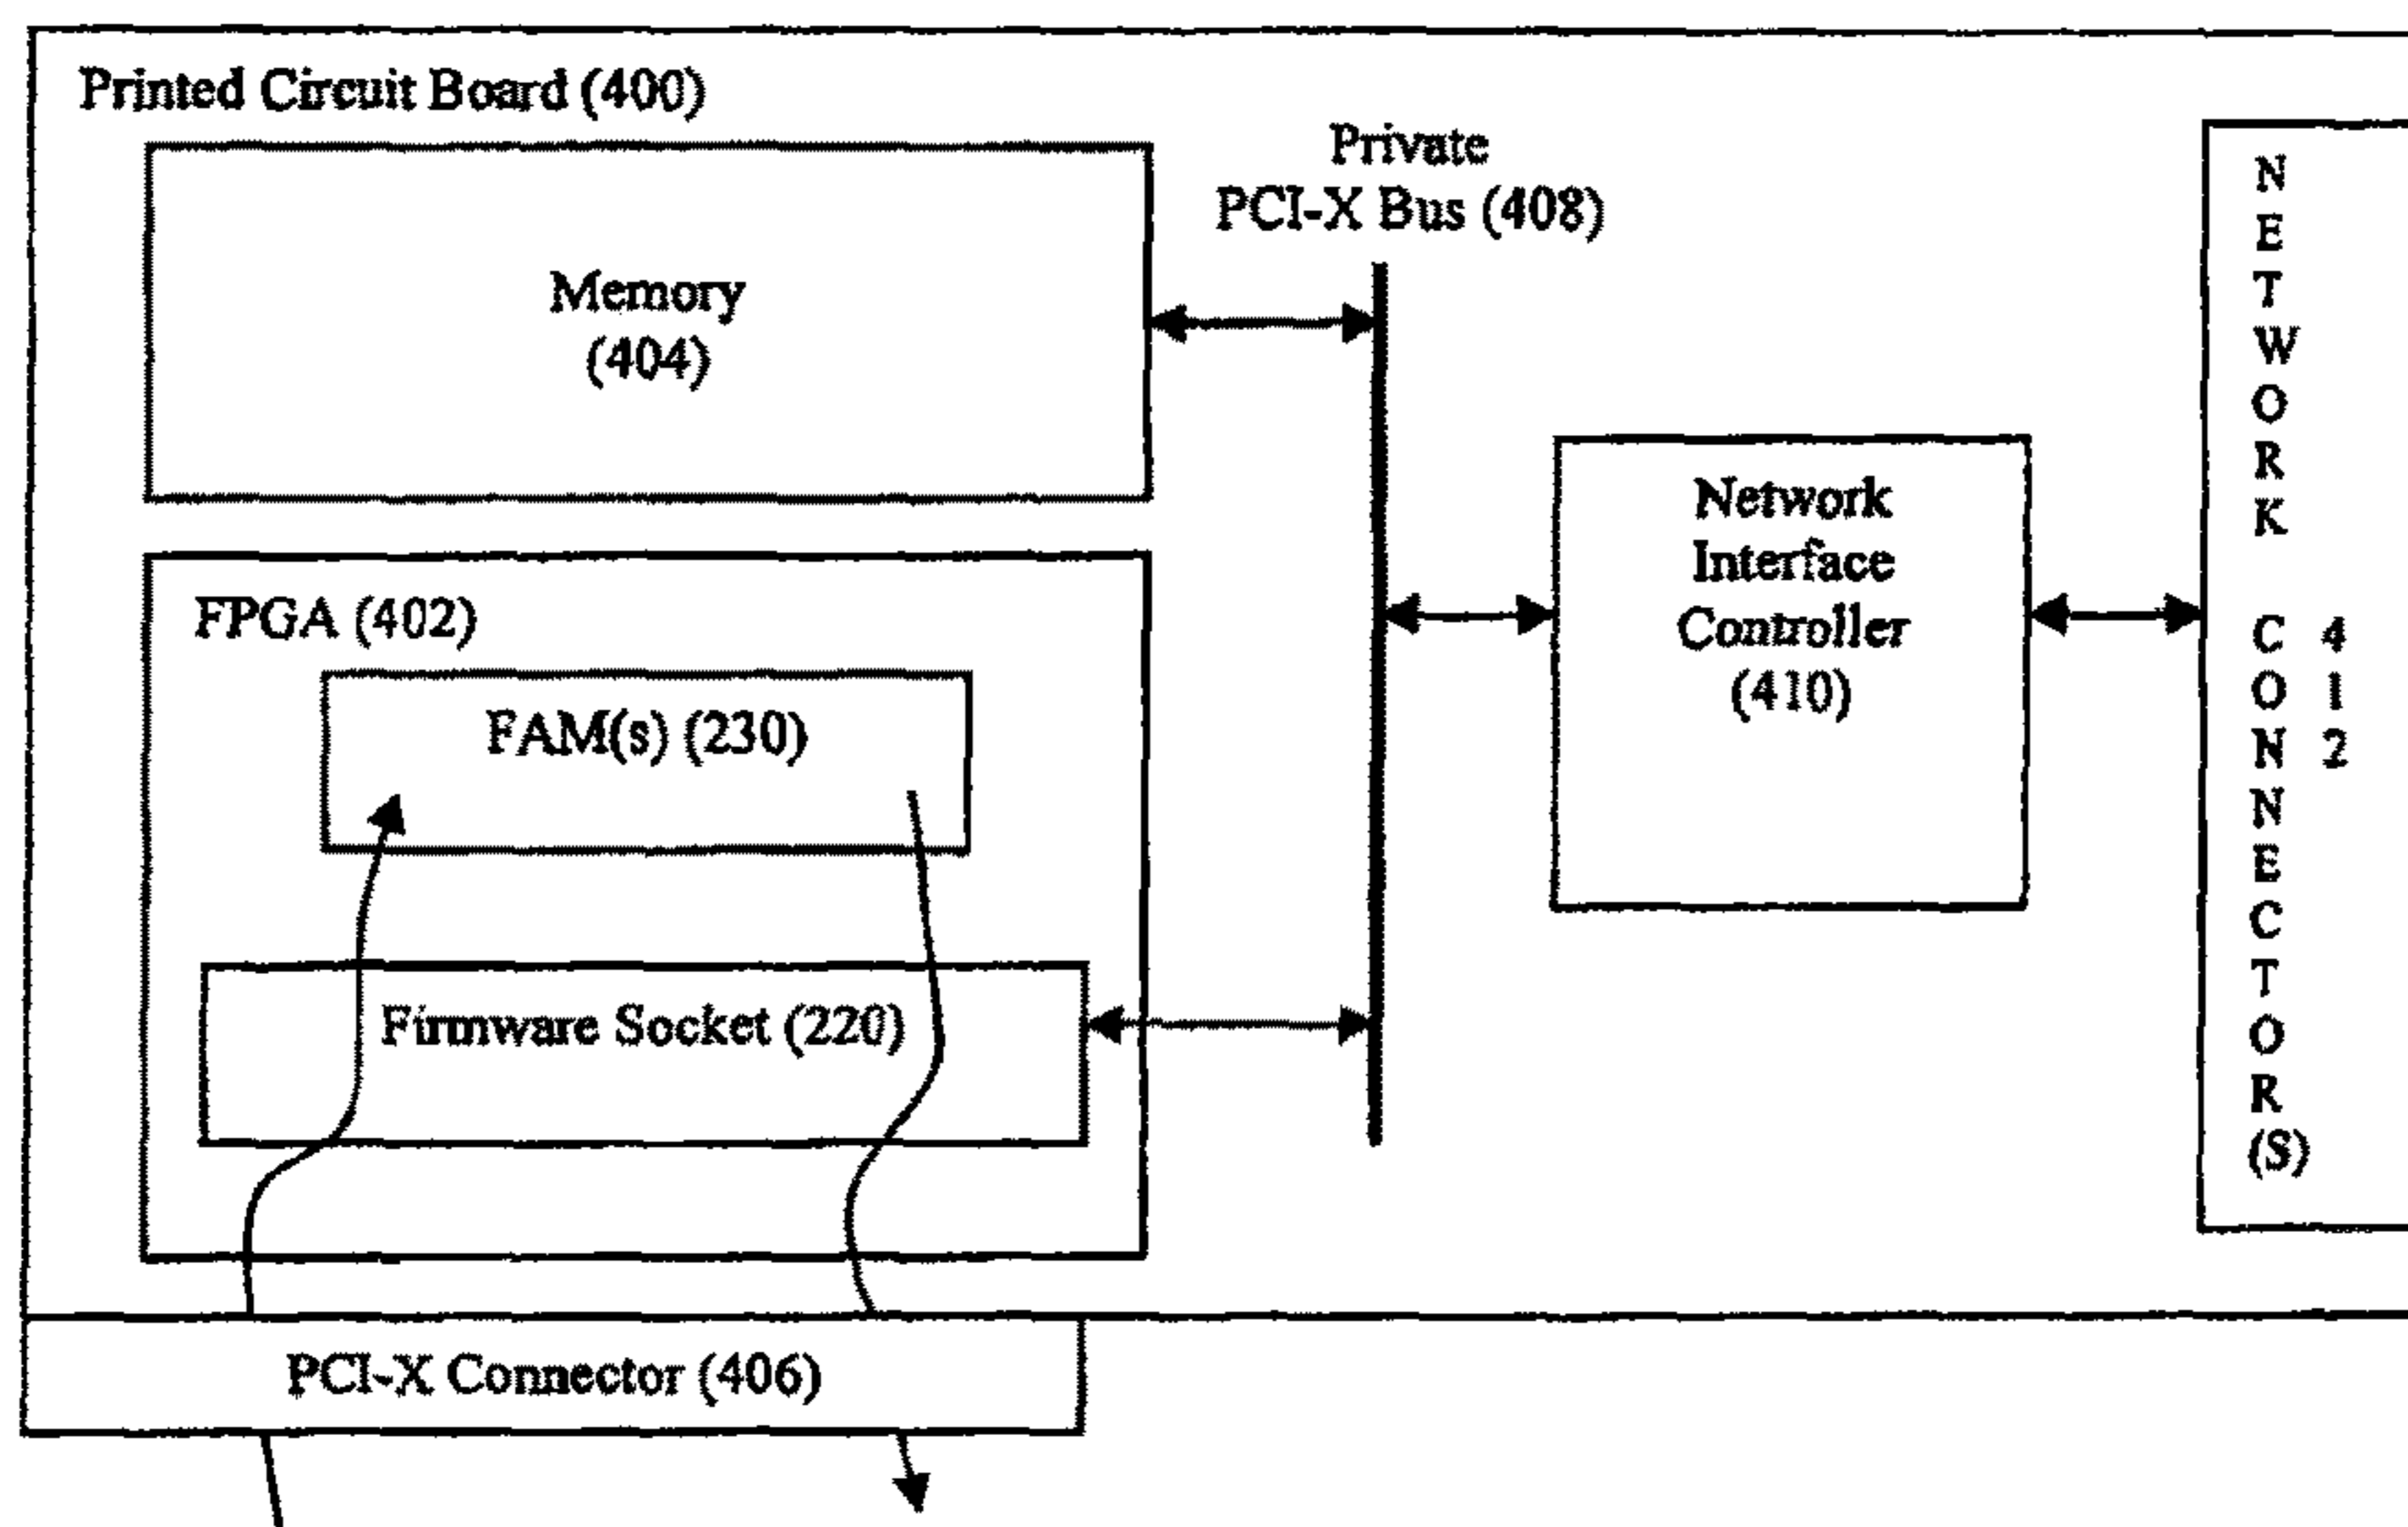 Printed Circuit Board (400)
Private
PCI-X Bus (408)
Memory
(404)
Network
Interface
Controller
(410)
FPGA (402)
FAM(s) (230)
Firmware Socket (220)
PCI-X Connector (406)
NETWORK CONNECTOR(S)
412